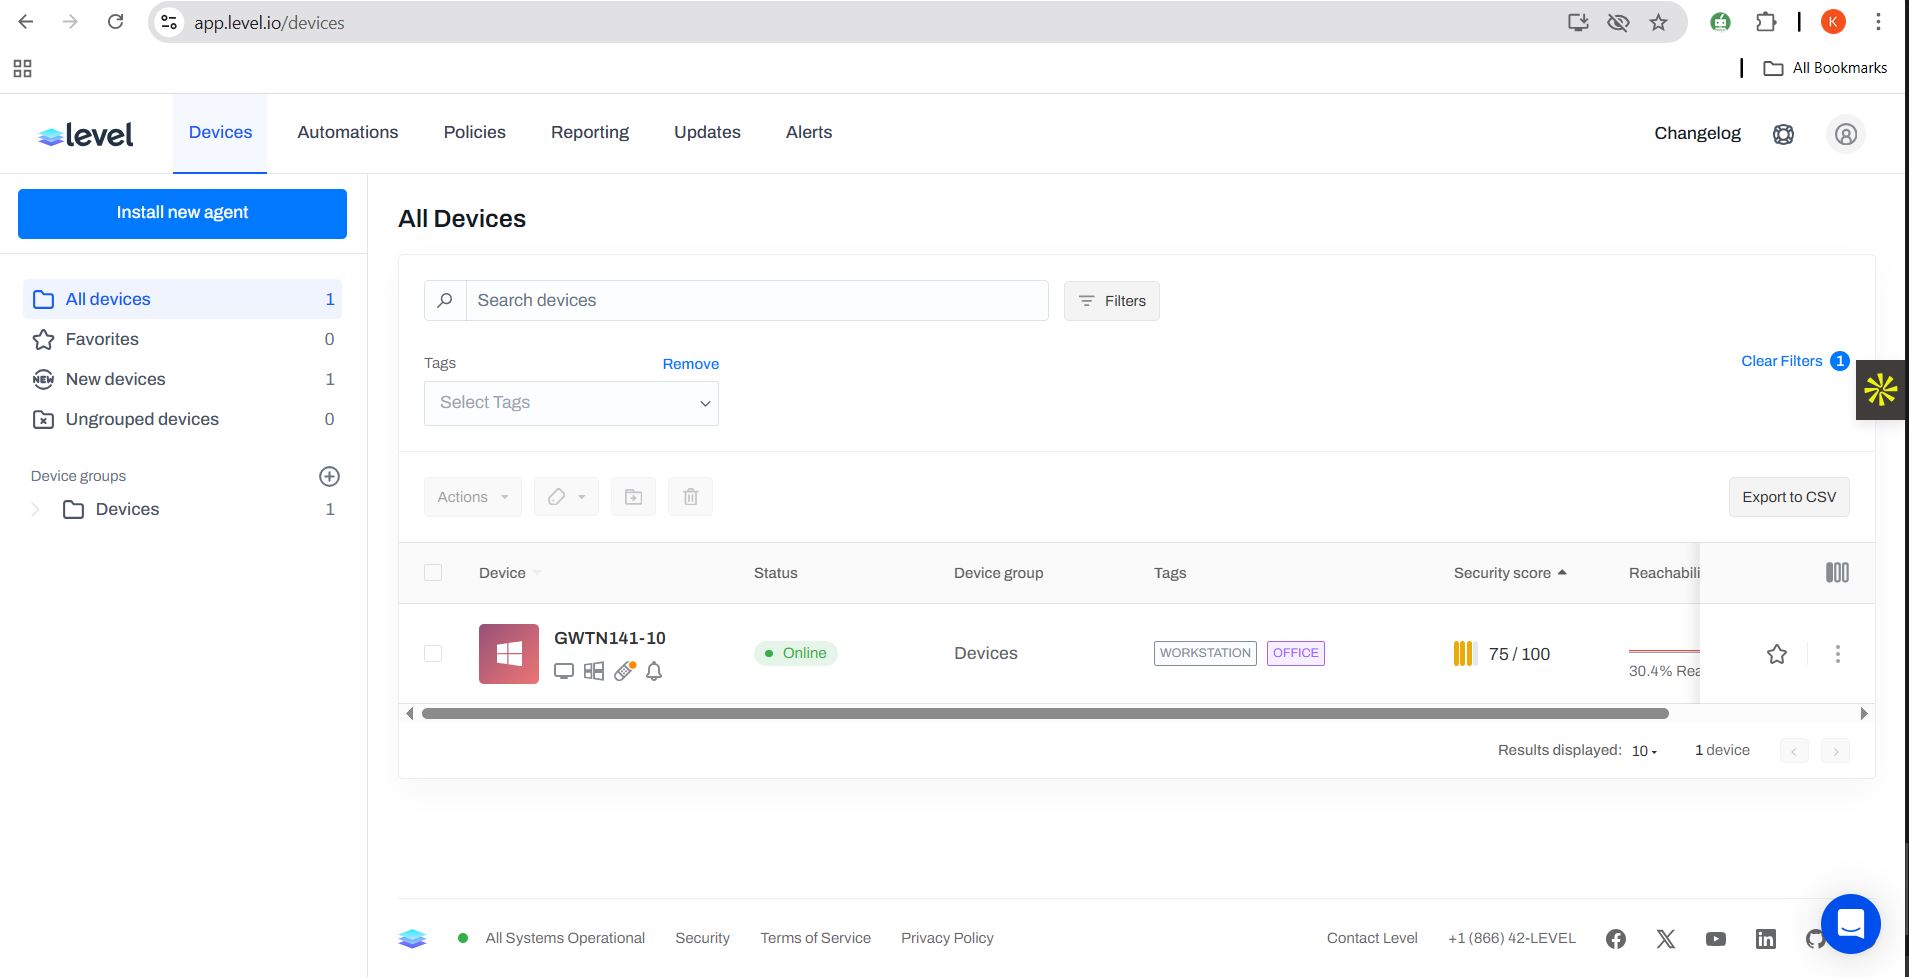 app.level.io/devices
K
All Bookmarks
level
Devices
Automations
Policies
Reporting
Updates
Alerts
Changelog
Install new agent
All devices 1
Favorites 0
NEW New devices 1
Ungrouped devices 0
Device groups
Devices 1
All Devices
Search devices
Filters
Tags
Remove
Clear Filters 1
Select Tags
Actions
Export to CSV
Device
Status
Device group
Tags
Security score
Reachabili
GWTN141-10
Online
Devices
WORKSTATION
OFFICE
75 / 100
30.4% Rea
Results displayed: 10
1 device
All Systems Operational
Security
Terms of Service
Privacy Policy
Contact Level
+1 (866) 42-LEVEL